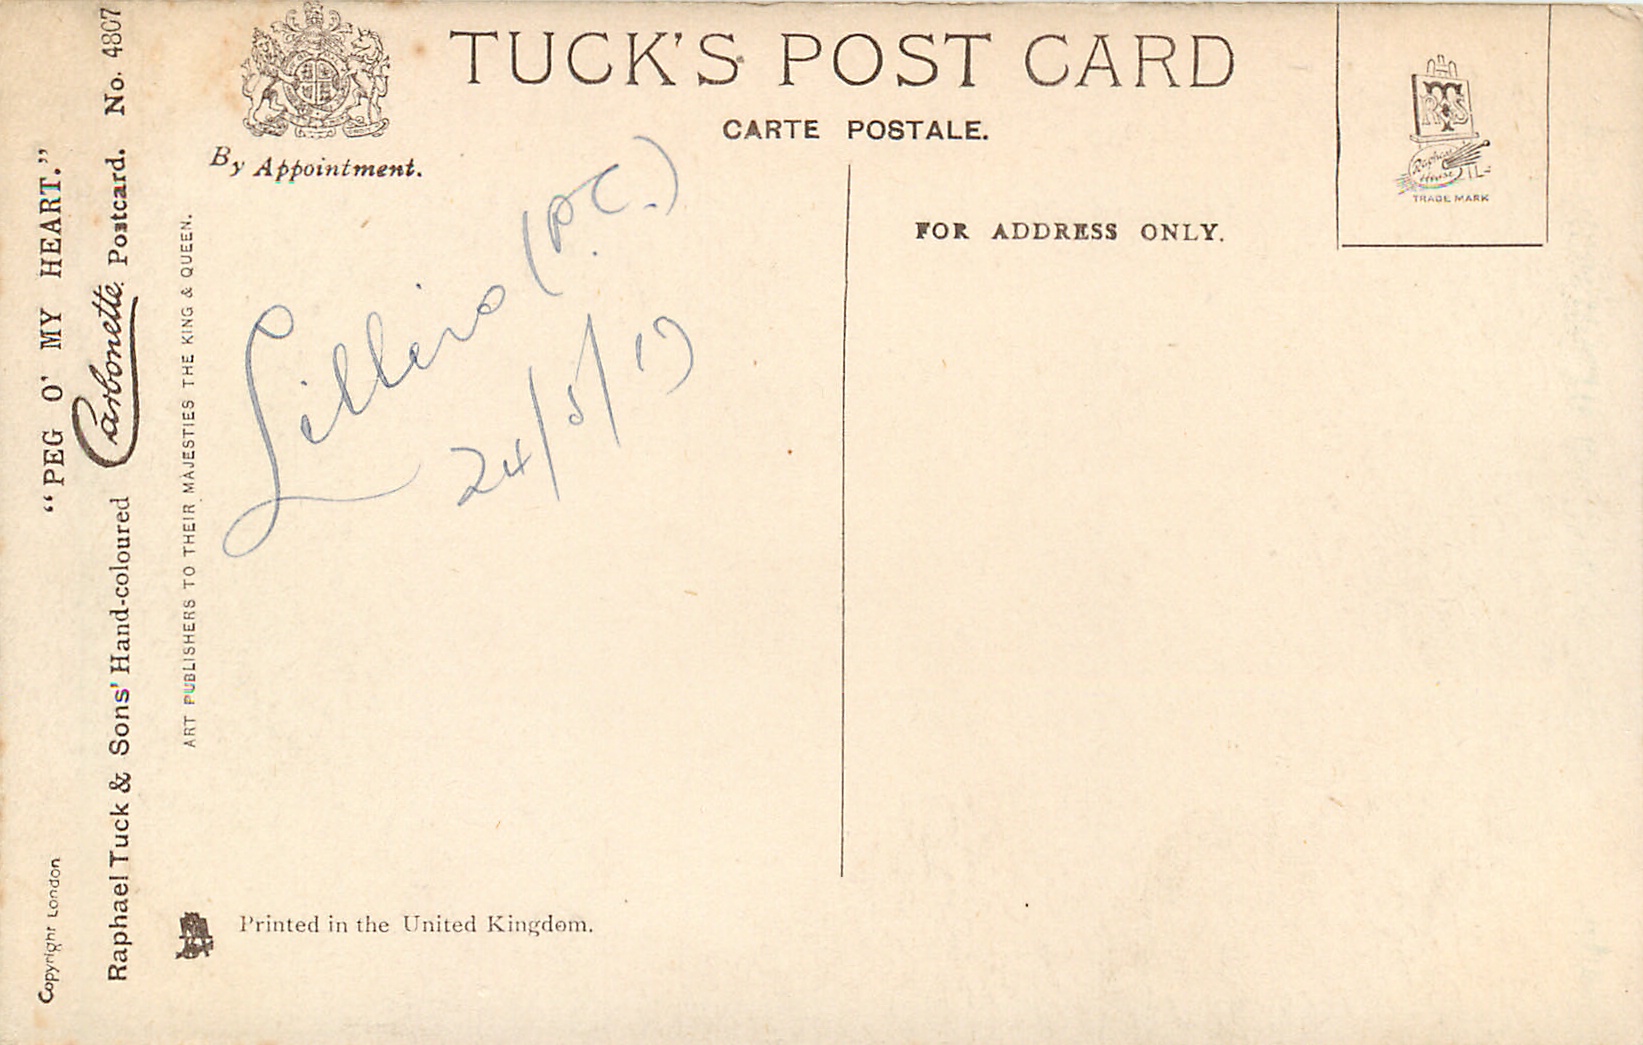 "PEG O' MY HEART."
Copyright London
Raphael Tuck & Sons' Hand-coloured Carbonette Postcard. No. 4807
ART PUBLISHERS TO THEIR MAJESTIES THE KING & QUEEN.
By Appointment.
TUCK'S POST CARD
CARTE POSTALE.
FOR ADDRESS ONLY.
TRADE MARK
(P.C.)
24/5/19
Printed in the United Kingdom.